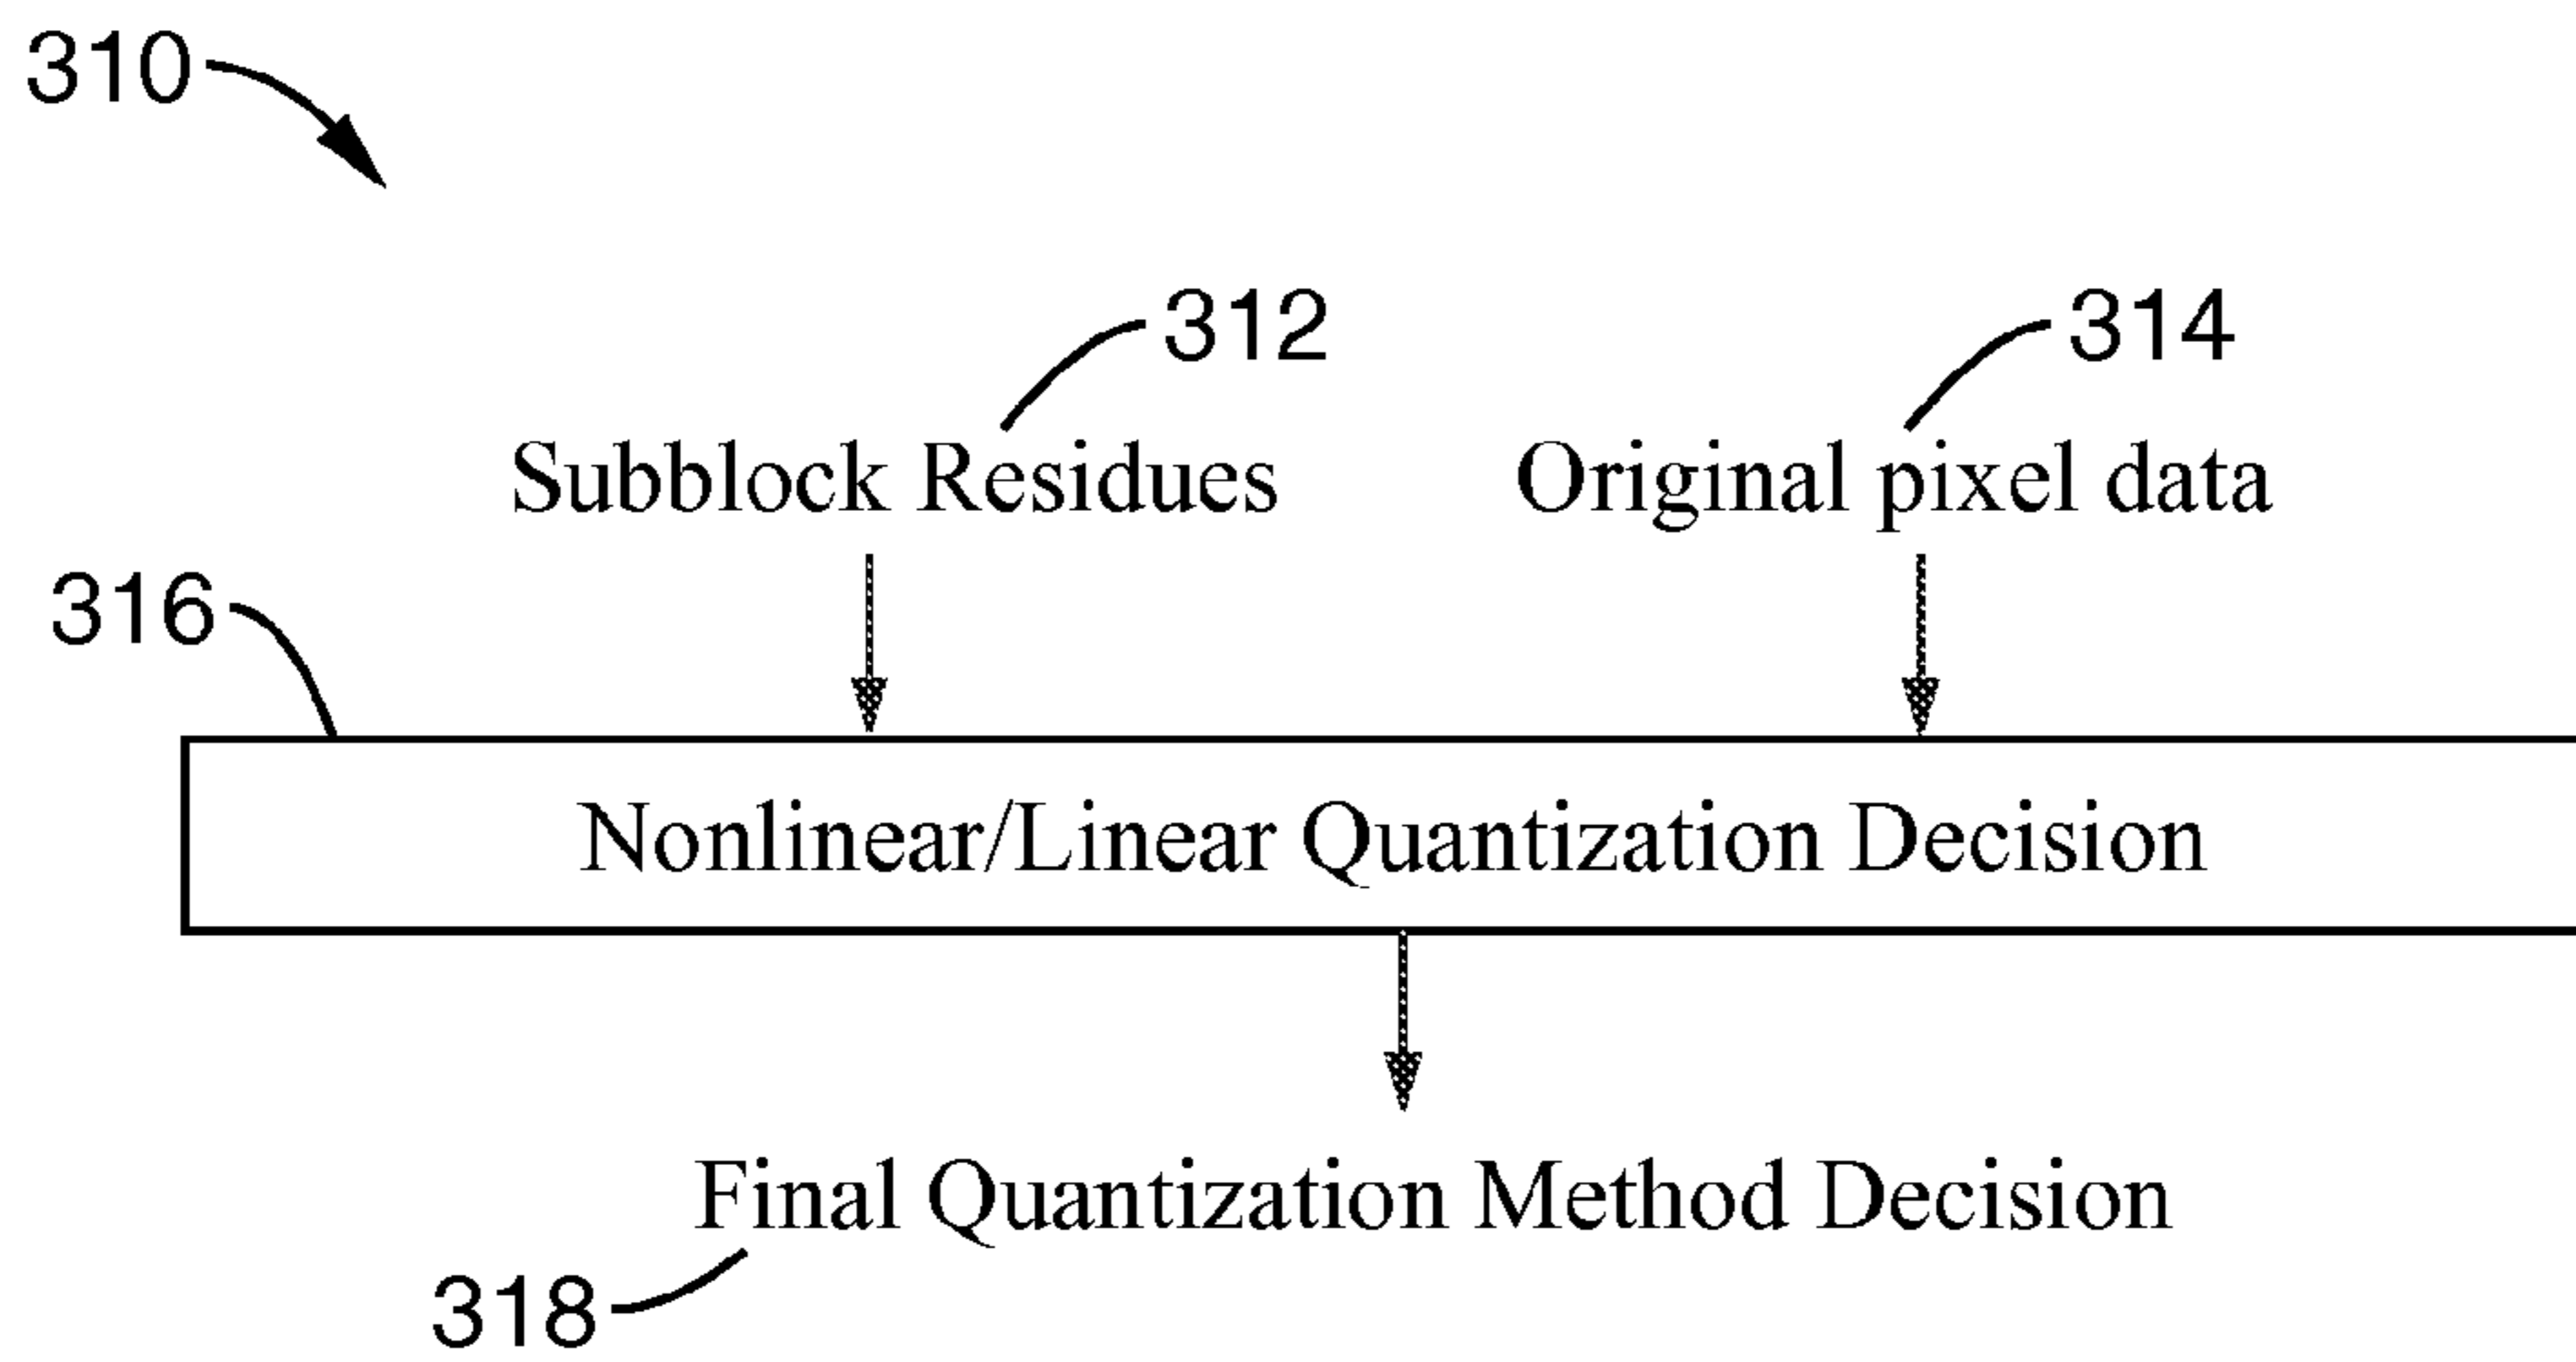 310
312 314
Subblock Residues Original pixel data
316
Nonlinear/Linear Quantization Decision
Final Quantization Method Decision
318